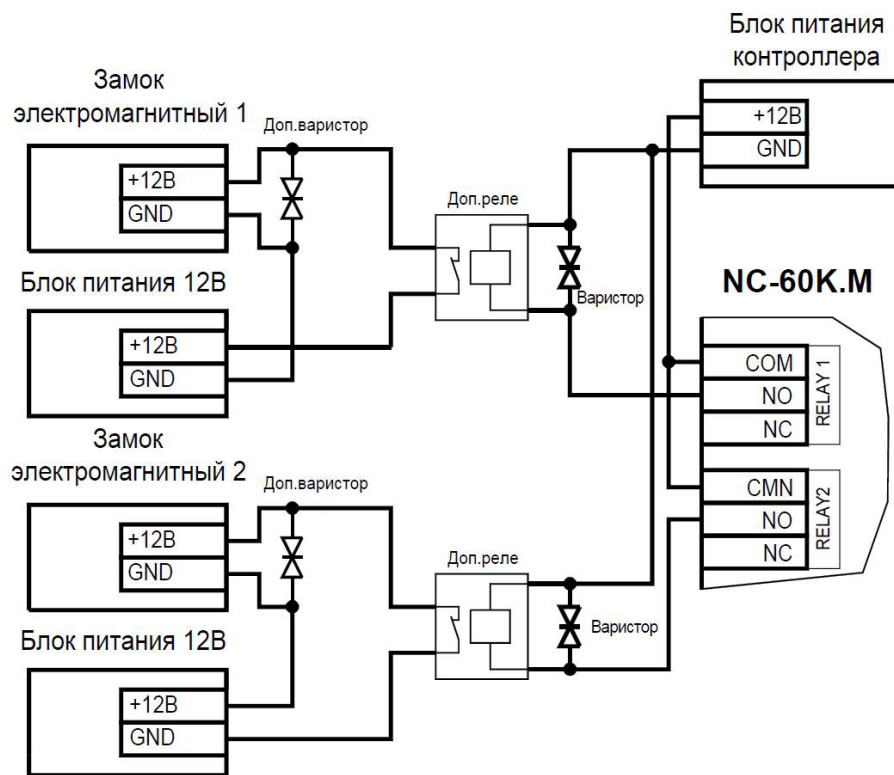 Блок питания
контроллера
+12В
GND
Замок
электромагнитный 1
Доп.варистор
+12В
GND
Доп.реле
Варистор
Блок питания 12В
+12В
GND
NC-60K.M
COM
NO
NC
RELAY 1
CMN
NO
NC
RELAY2
Замок
электромагнитный 2
Доп.варистор
+12В
GND
Доп.реле
Варистор
Блок питания 12В
+12В
GND